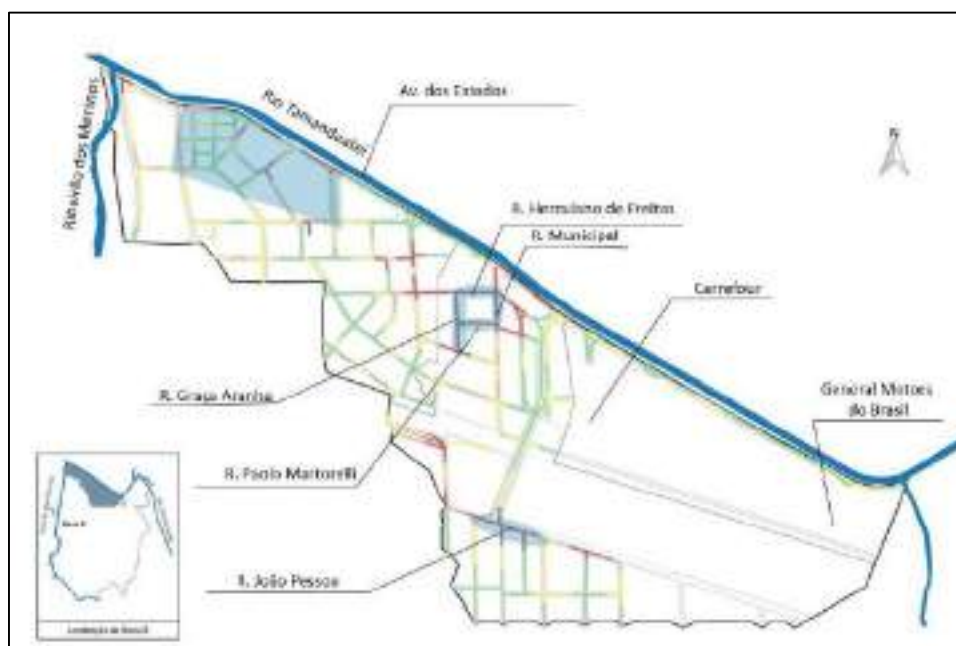 Av. dos Estados
Rio Tamanduateí
Ribeirão dos Meninos
N
R. Herculano de Freitas
R. Municipal
Carrefour
General Motors
do Brasil
R. Graça Aranha
R. Paolo Martorelli
R. João Pessoa